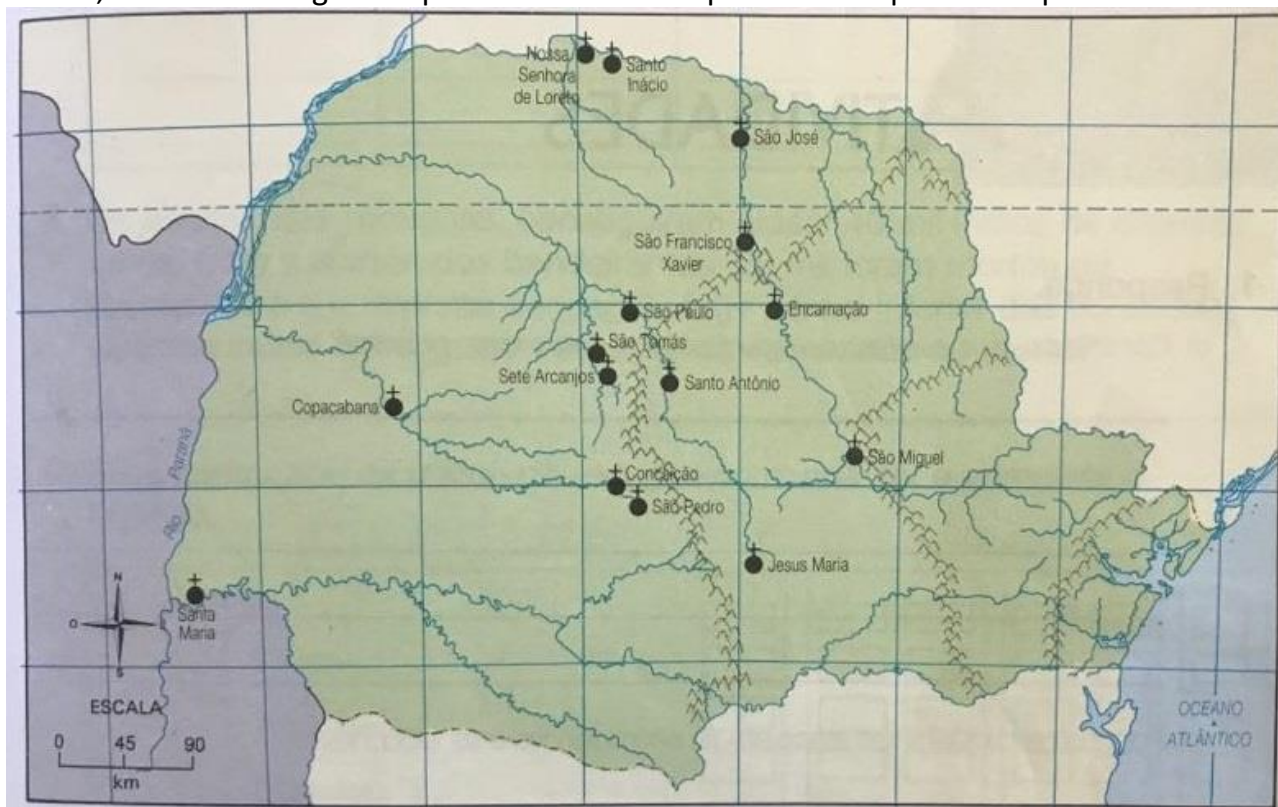 Nossa
Senhora
de Loreto
Santo
Inácio
São José
São Francisco
Xavier
São Paulo
Encarnação
São Tomás
Sete Arcanjos
Santo Antônio
Copacabana
São Miguel
Conceição
São Pedro
Jesus Maria
Rio Paraná
Santa
Maria
N
O
L
S
ESCALA
0 45 90
km
OCEANO
ATLÂNTICO